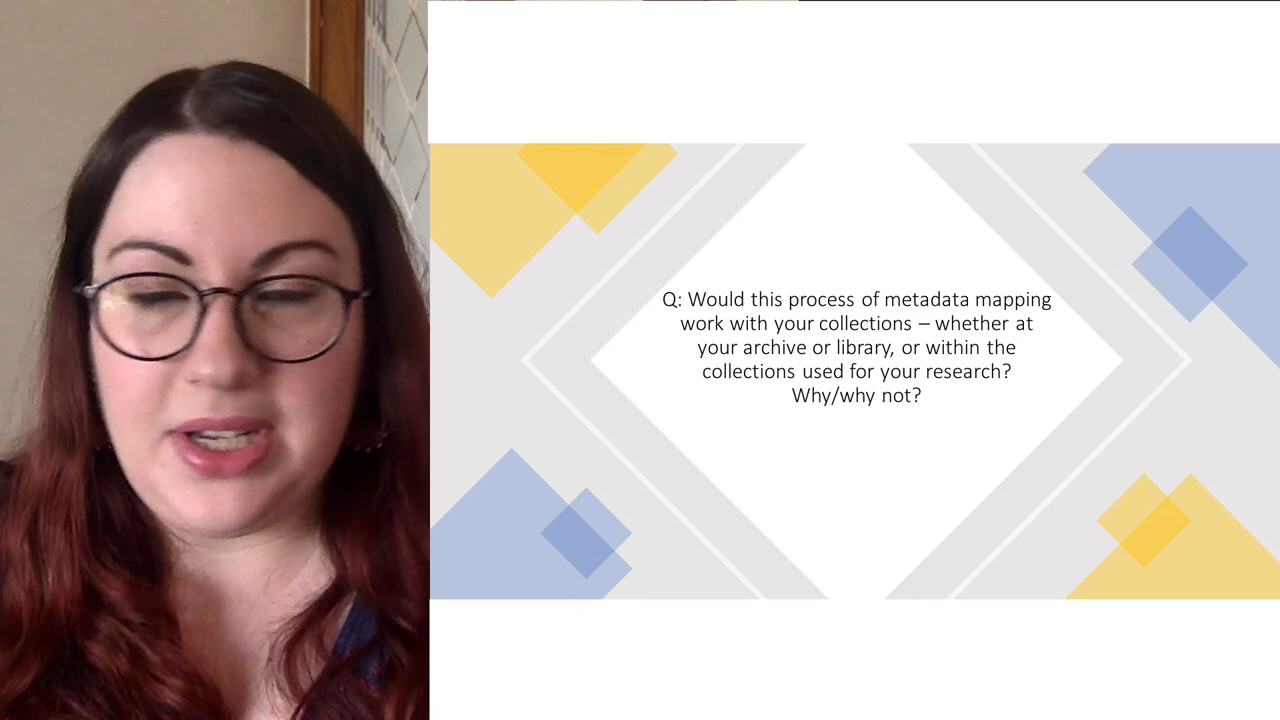 Q: Would this process of metadata mapping
work with your collections – whether at
your archive or library, or within the
collections used for your research?
Why/why not?